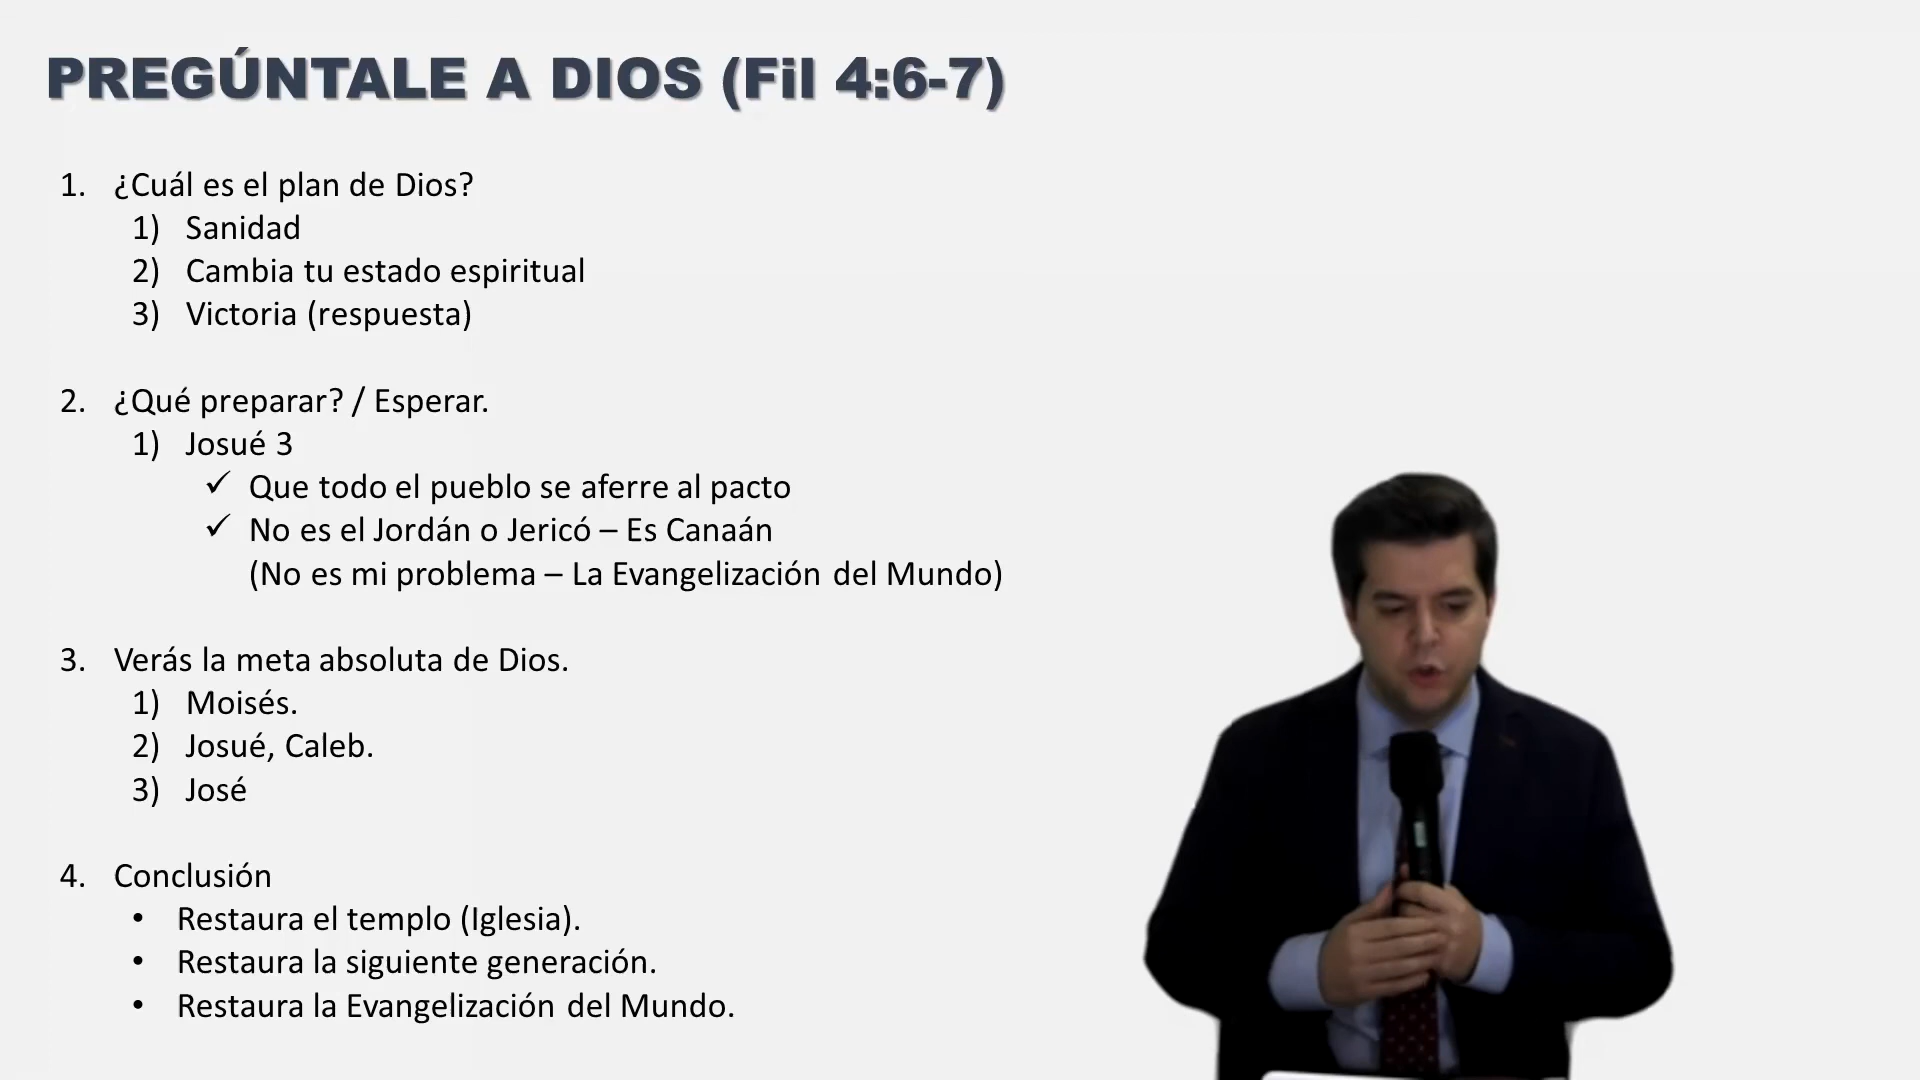 PREGÚNTALE A DIOS (Fil 4:6-7)
1. ¿Cuál es el plan de Dios?
1) Sanidad
2) Cambia tu estado espiritual
3) Victoria (respuesta)
2. ¿Qué preparar? / Esperar.
1) Josué 3
✓ Que todo el pueblo se aferre al pacto
✓ No es el Jordán o Jericó – Es Canaán
(No es mi problema – La Evangelización del Mundo)
3. Verás la meta absoluta de Dios.
1) Moisés.
2) Josué, Caleb.
3) José
4. Conclusión
• Restaura el templo (Iglesia).
• Restaura la siguiente generación.
• Restaura la Evangelización del Mundo.